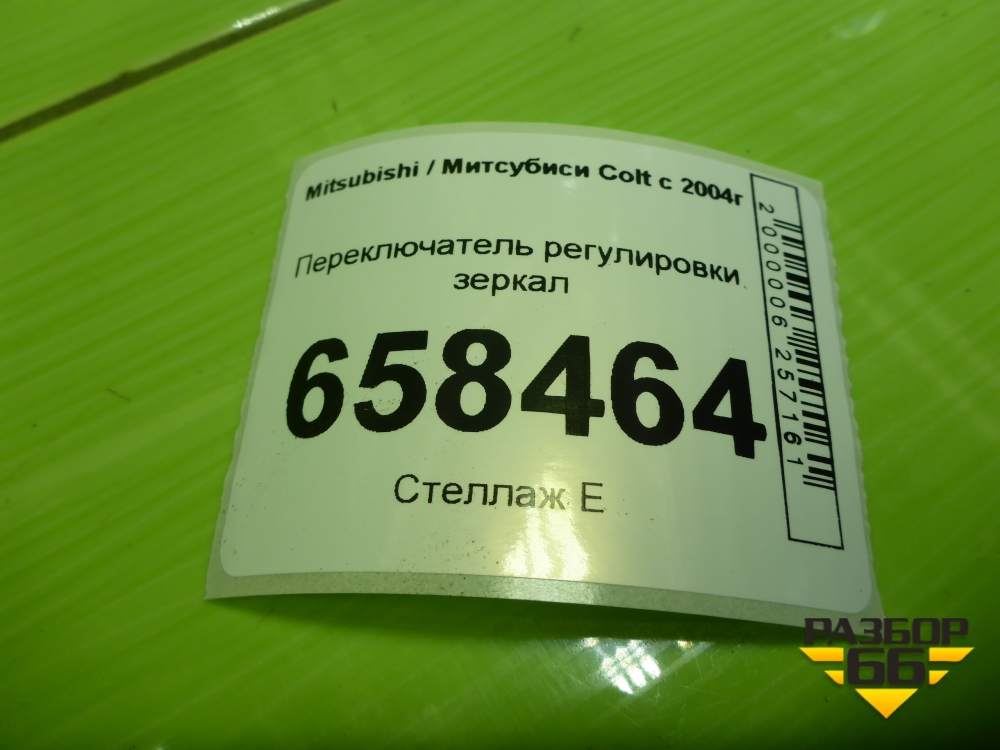 Mitsubishi / Митсубиси Colt с 2004г
Переключатель регулировки
зеркал
658464
Стеллаж Е
2000006257161
РАЗБОР
66